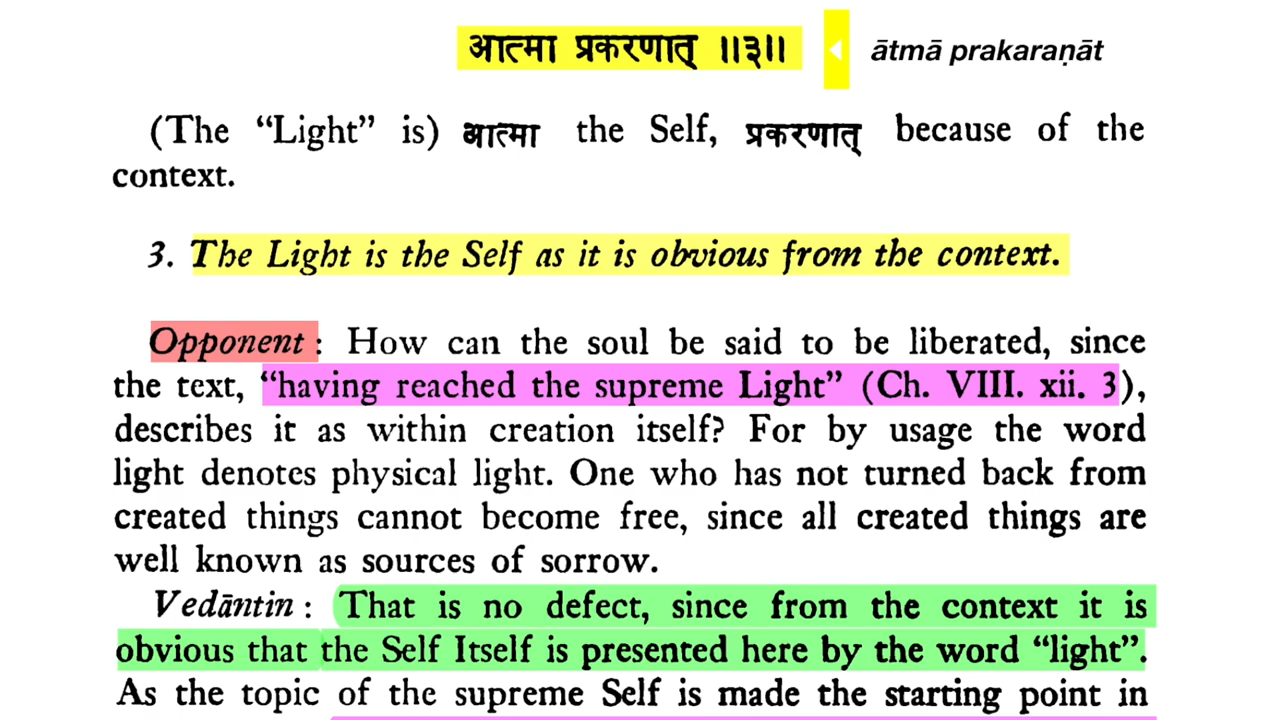 आत्मा प्रकरणात् ॥३॥ ātmā prakaraṇāt
(The “Light” is) आत्मा the Self, प्रकरणात् because of the
context.
3. The Light is the Self as it is obvious from the context.
Opponent : How can the soul be said to be liberated, since
the text, “having reached the supreme Light” (Ch. VIII. xii. 3),
describes it as within creation itself? For by usage the word
light denotes physical light. One who has not turned back from
created things cannot become free, since all created things are
well known as sources of sorrow.
Vedāntin : That is no defect, since from the context it is
obvious that the Self Itself is presented here by the word “light”.
As the topic of the supreme Self is made the starting point in